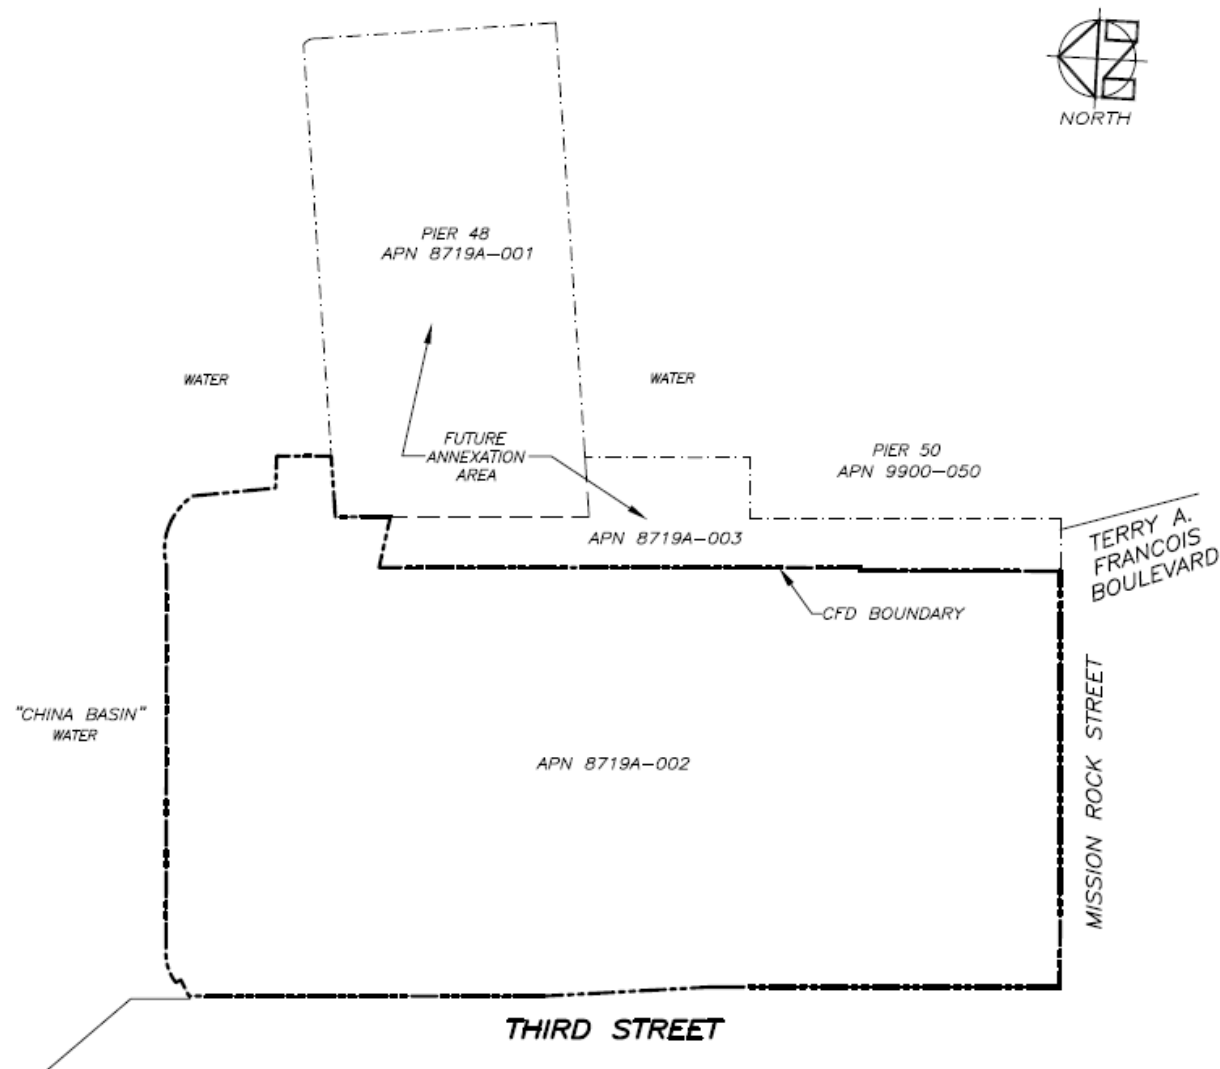 NORTH
PIER 48
APN 8719A-001
WATER
WATER
FUTURE
ANNEXATION
AREA
PIER 50
APN 9900-050
APN 8719A-003
TERRY A.
FRANCOIS
BOULEVARD
CFD BOUNDARY
"CHINA BASIN"
WATER
APN 8719A-002
MISSION ROCK STREET
THIRD STREET